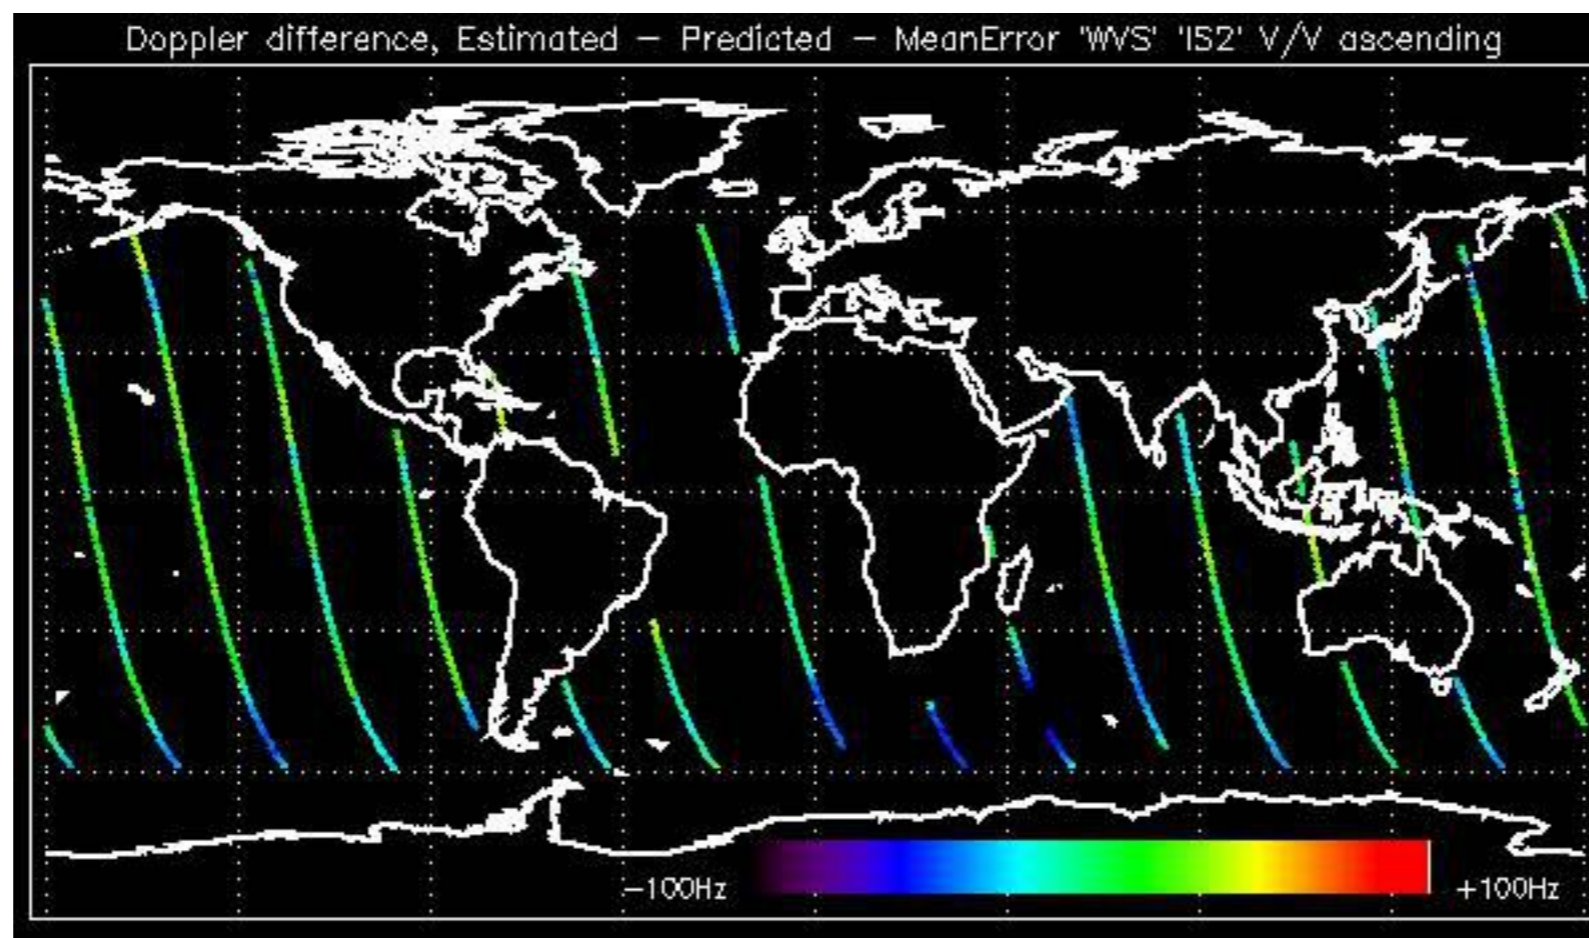 Doppler difference, Estimated – Predicted – MeanError 'WVS' 'IS2' V/V ascending
–100Hz +100Hz